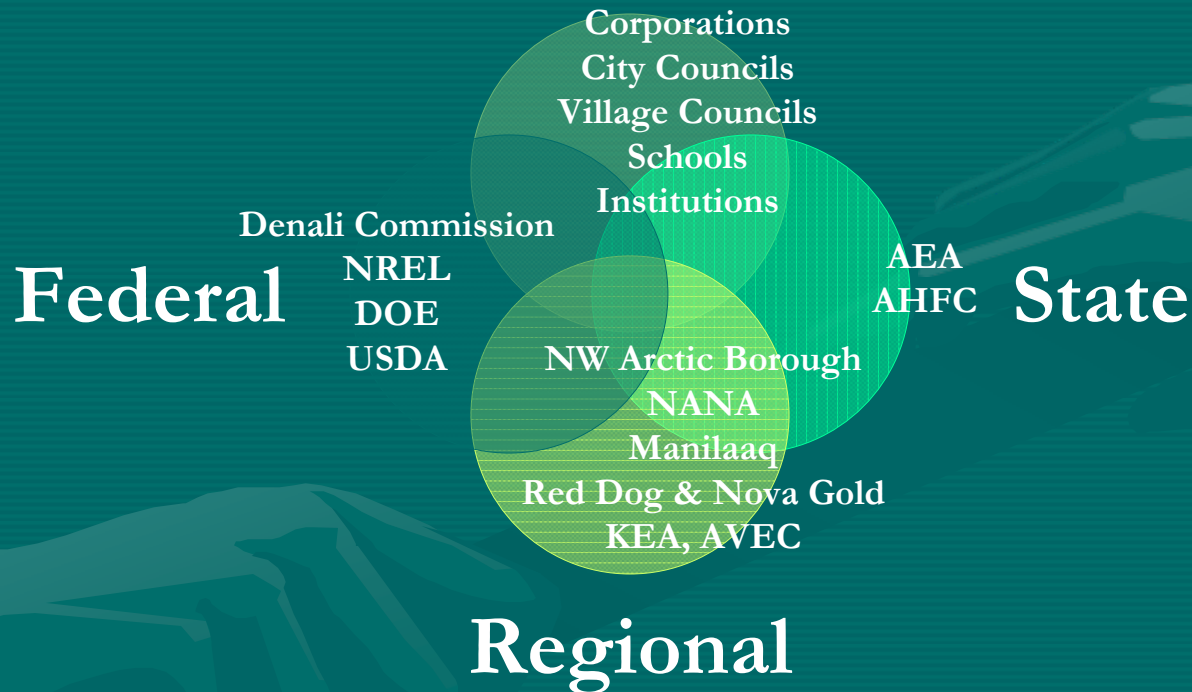 Corporations
City Councils
Village Councils
Schools
Institutions
Federal
Denali Commission
NREL
DOE
USDA
AEA
AHFC
State
NW Arctic Borough
NANA
Manilaaq
Red Dog & Nova Gold
KEA, AVEC
Regional